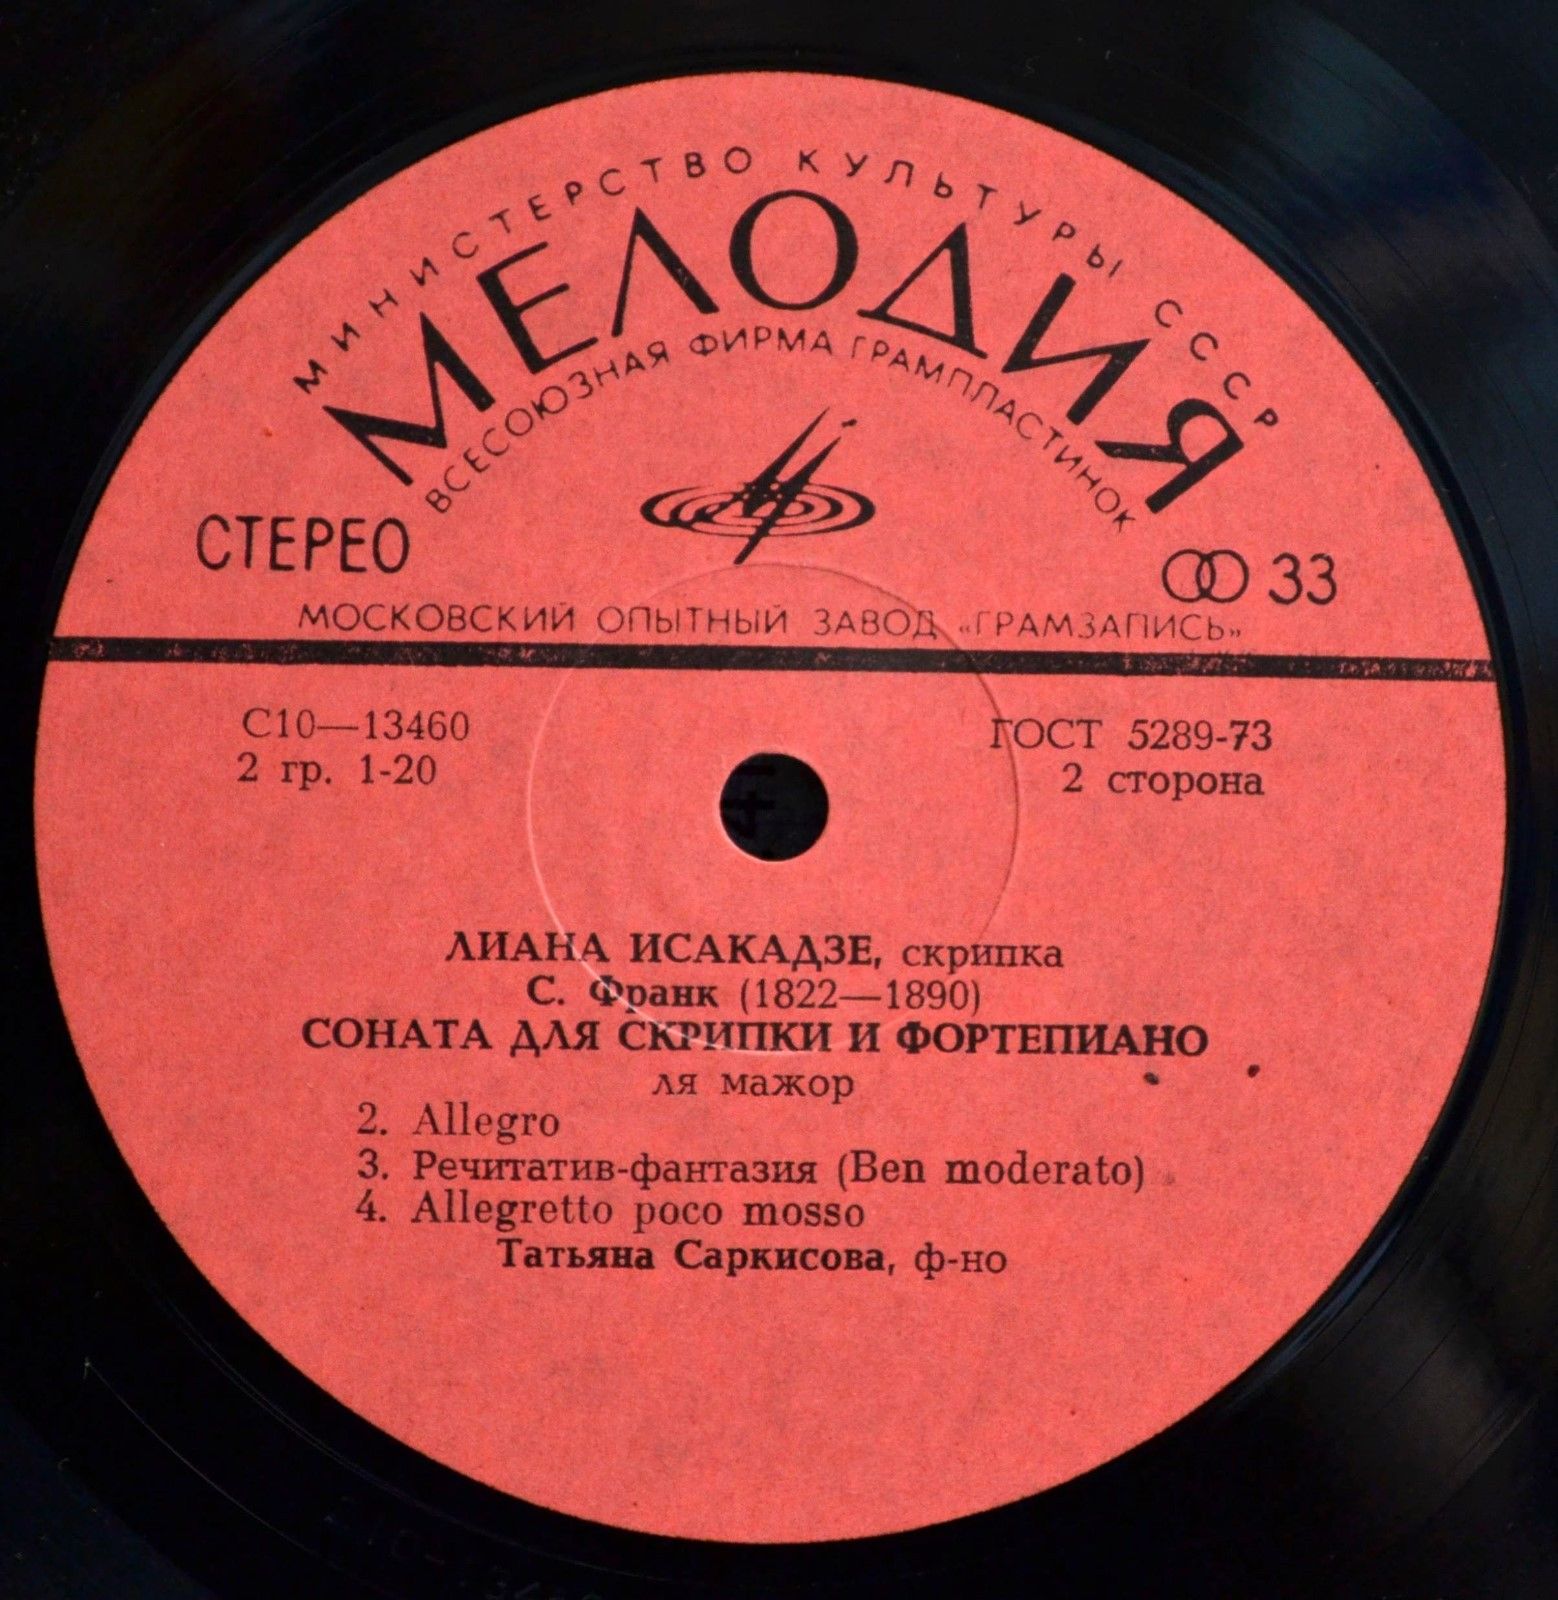 МИНИСТЕРСТВО КУЛЬТУРЫ СССР
МЕЛОДИЯ
ВСЕСОЮЗНАЯ ФИРМА ГРАМПЛАСТИНОК
СТЕРЕО
33
МОСКОВСКИЙ ОПЫТНЫЙ ЗАВОД «ГРАМЗАПИСЬ»
С10—13460
ГОСТ 5289-73
2 гр. 1-20
2 сторона
ЛИАНА ИСАКАДЗЕ, скрипка
С. Франк (1822—1890)
СОНАТА ДЛЯ СКРИПКИ И ФОРТЕПИАНО
ля мажор
2. Allegro
3. Речитатив-фантазия (Ben moderato)
4. Allegretto poco mosso
Татьяна Саркисова, ф-но